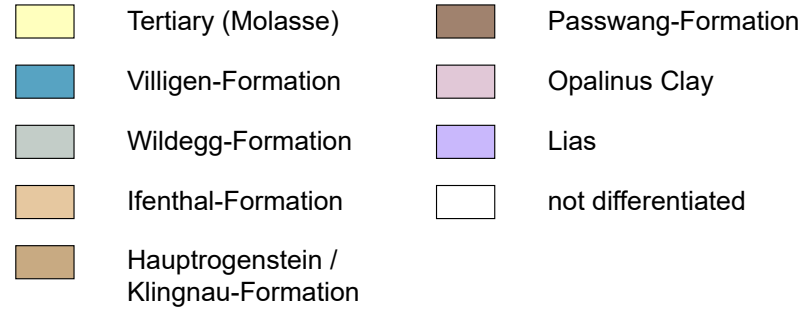 Tertiary (Molasse)
Villigen-Formation
Wildegg-Formation
Ifenthal-Formation
Hauptrogenstein /
Klingnau-Formation
Passwang-Formation
Opalinus Clay
Lias
not differentiated